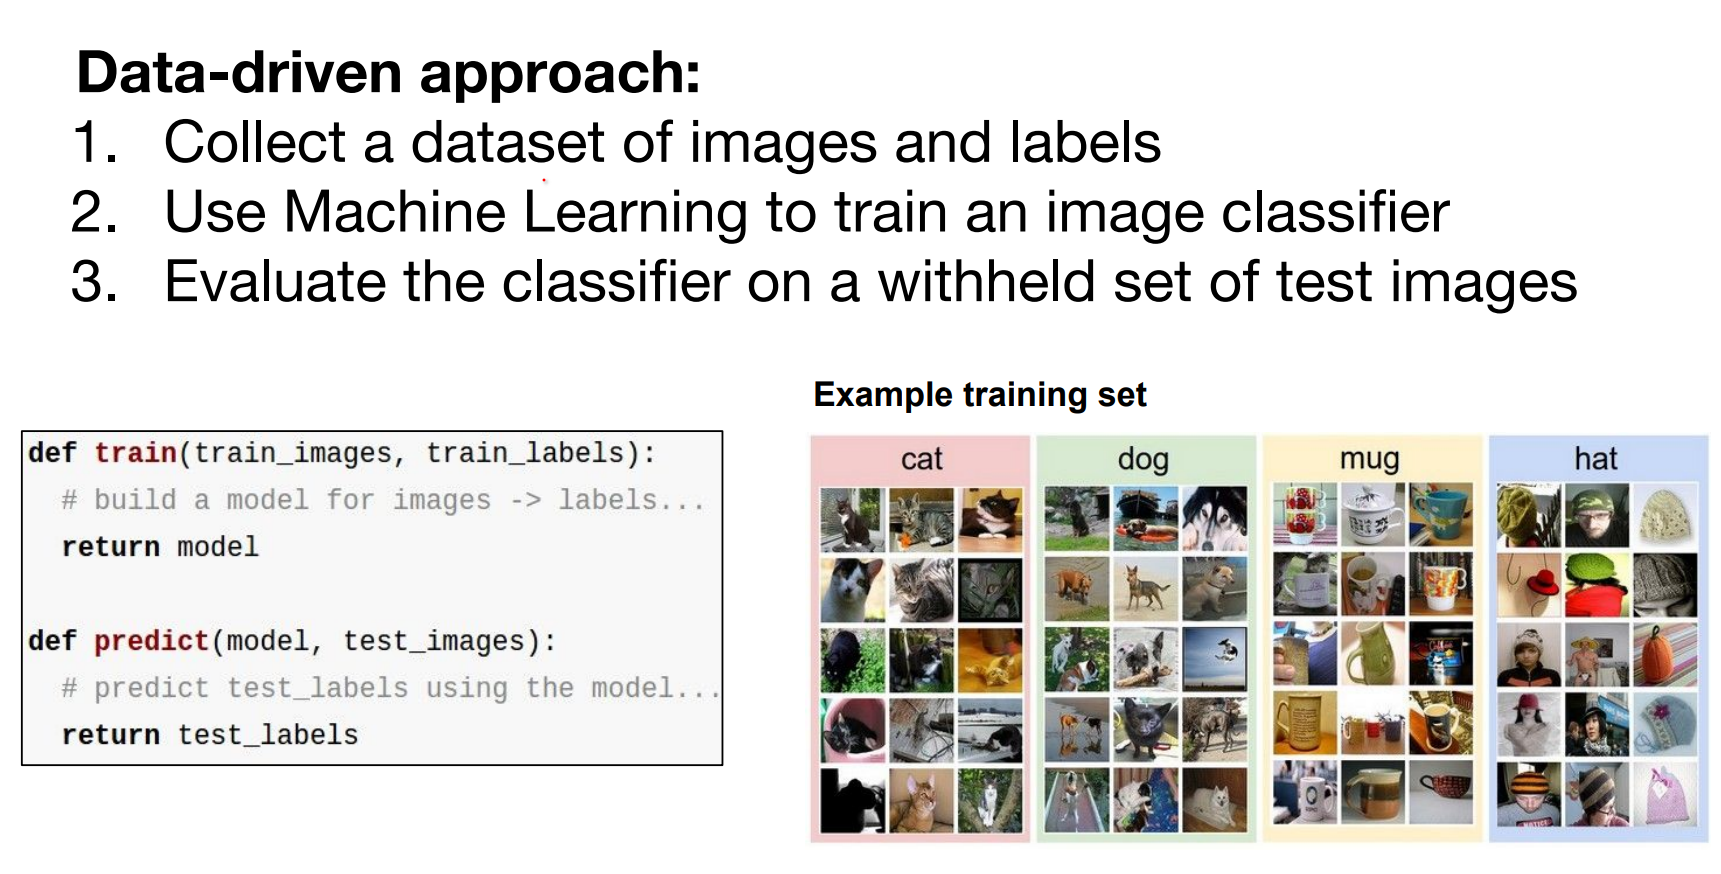 Data-driven approach:
1. Collect a dataset of images and labels
2. Use Machine Learning to train an image classifier
3. Evaluate the classifier on a withheld set of test images
def train(train_images, train_labels):
# build a model for images -> labels...
return model
def predict(model, test_images):
# predict test_labels using the model...
return test_labels
Example training set
cat
dog
mug
hat